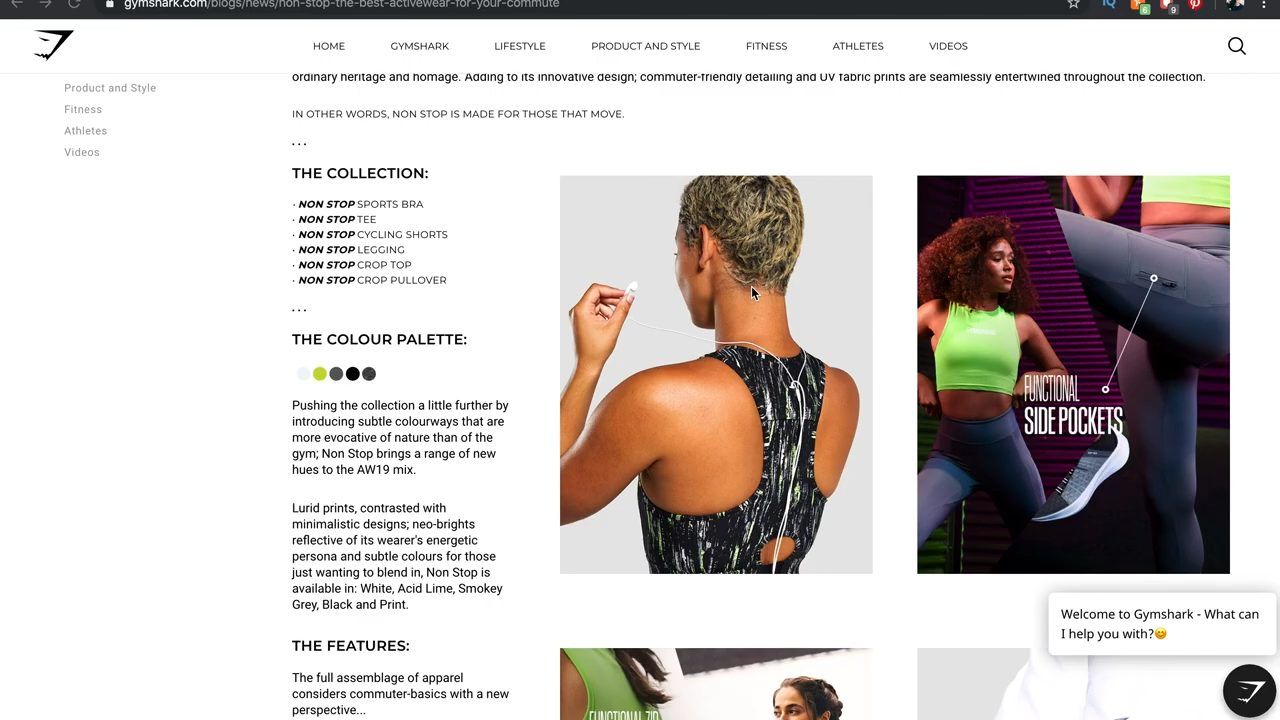 gymshark.com/blogs/news/non-stop-the-best-activewear-for-your-commute
6
9
HOME GYMSHARK LIFESTYLE PRODUCT AND STYLE FITNESS ATHLETES VIDEOS
Product and Style
Fitness
Athletes
Videos
ordinary heritage and homage. Adding to its innovative design; commuter-friendly detailing and UV fabric prints are seamlessly entertwined throughout the collection.
IN OTHER WORDS, NON STOP IS MADE FOR THOSE THAT MOVE.
...
THE COLLECTION:
· NON STOP SPORTS BRA
· NON STOP TEE
· NON STOP CYCLING SHORTS
· NON STOP LEGGING
· NON STOP CROP TOP
· NON STOP CROP PULLOVER
...
THE COLOUR PALETTE:
Pushing the collection a little further by
introducing subtle colourways that are
more evocative of nature than of the
gym; Non Stop brings a range of new
hues to the AW19 mix.
Lurid prints, contrasted with
minimalistic designs; neo-brights
reflective of its wearer's energetic
persona and subtle colours for those
just wanting to blend in, Non Stop is
available in: White, Acid Lime, Smokey
Grey, Black and Print.
THE FEATURES:
The full assemblage of apparel
considers commuter-basics with a new
perspective...
FUNCTIONAL
SIDE POCKETS
FUNCTIONAL ZIP
Welcome to Gymshark - What can
I help you with?😊